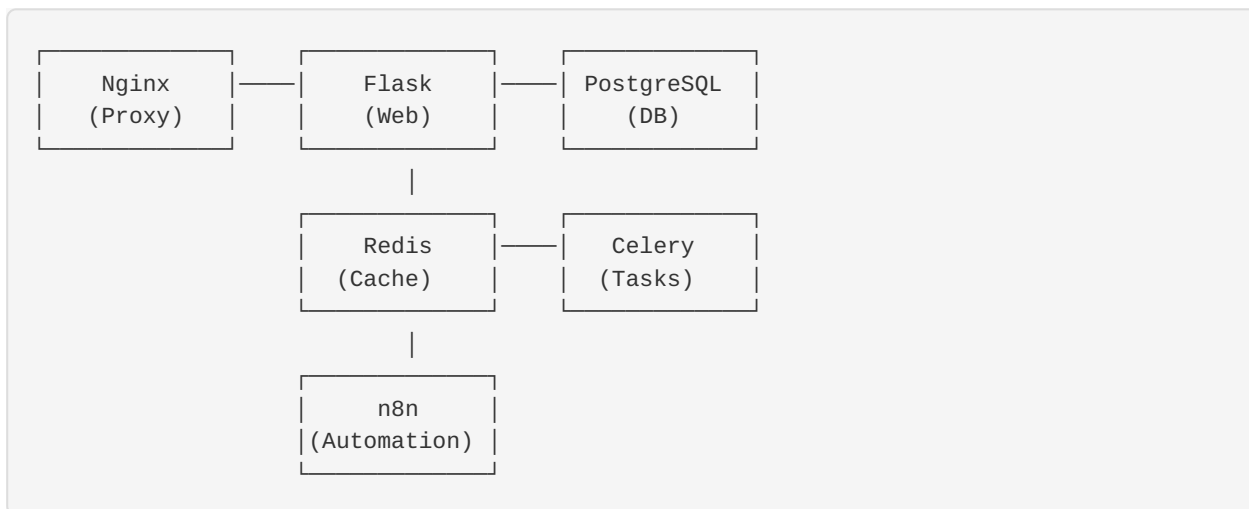 Nginx Flask PostgreSQL
(Proxy) (Web) (DB)
Redis Celery
(Cache) (Tasks)
n8n
(Automation)